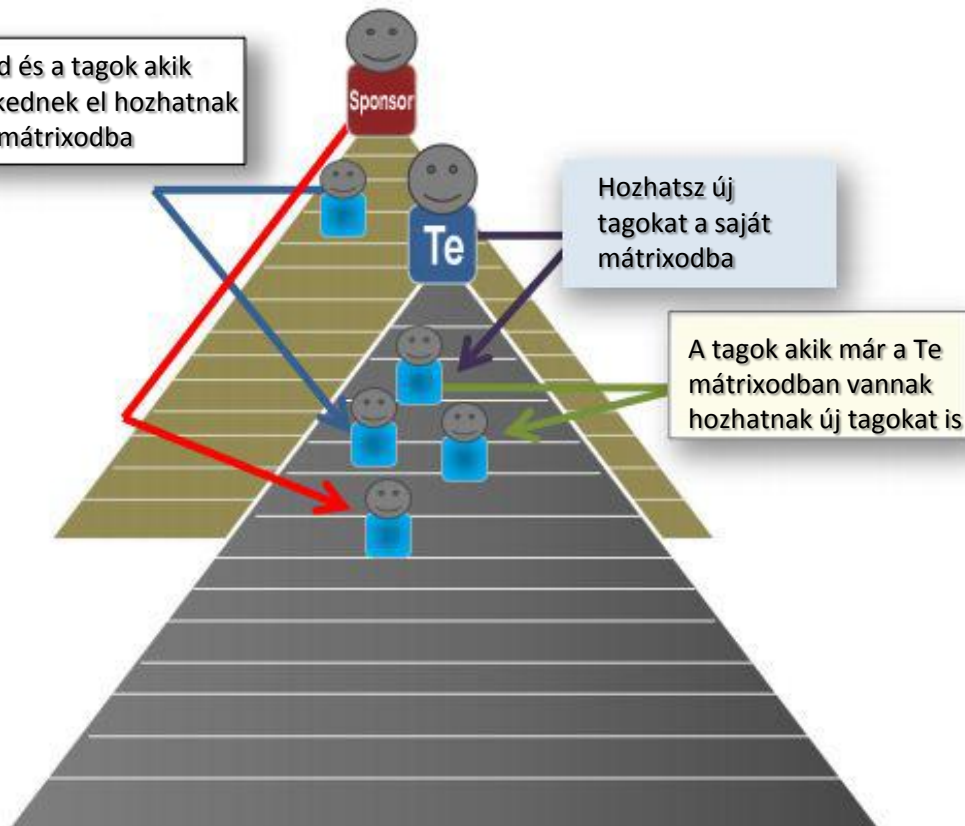 d és a tagok akik
kednek el hozhatnak
mátrixodba
Sponsor
Te
Hozhatsz új
tagokat a saját
mátrixodba
A tagok akik már a Te
mátrixodban vannak
hozhatnak új tagokat is